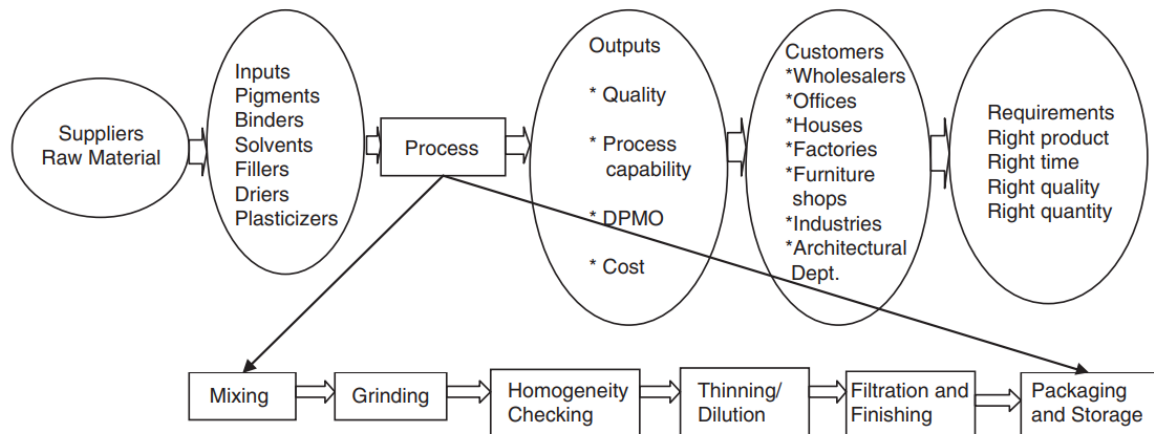 Suppliers
Raw Material
Inputs
Pigments
Binders
Solvents
Fillers
Driers
Plasticizers
Process
Outputs
* Quality
* Process
capability
* DPMO
* Cost
Customers
*Wholesalers
*Offices
*Houses
*Factories
*Furniture
shops
*Industries
*Architectural
Dept.
Requirements
Right product
Right time
Right quality
Right quantity
Mixing
Grinding
Homogeneity
Checking
Thinning/
Dilution
Filtration and
Finishing
Packaging
and Storage